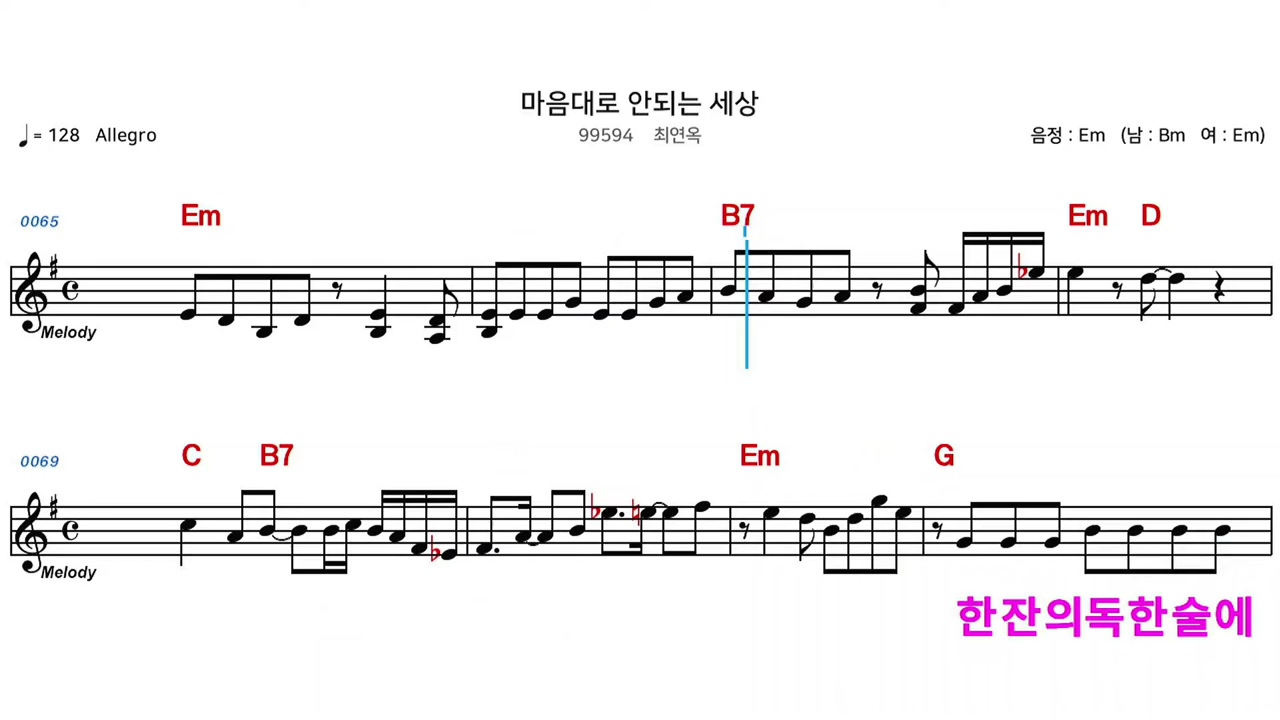 마음대로 안되는 세상
♩ = 128 Allegro
99594 최연옥
음정 : Em (남 : Bm 여 : Em)
0065 Em B7 Em D
Melody
0069 C B7 Em G
Melody
한잔의독한술에